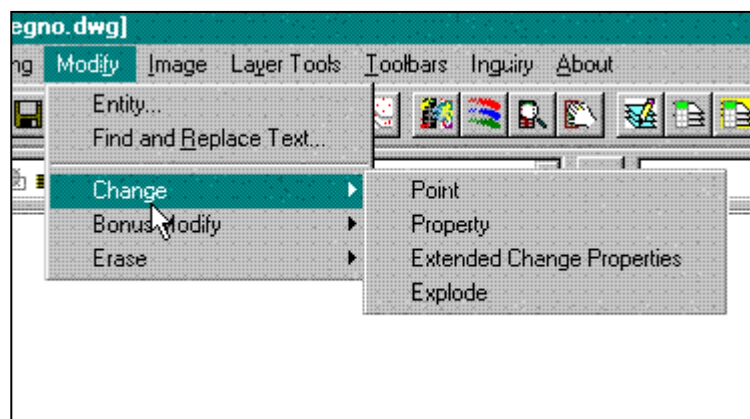 egno.dwg]
ng Modify Image Layer Tools Toolbars Inquiry About
Entity...
Find and Replace Text...
Change
Point
Bonus Modify
Property
Erase
Extended Change Properties
Explode